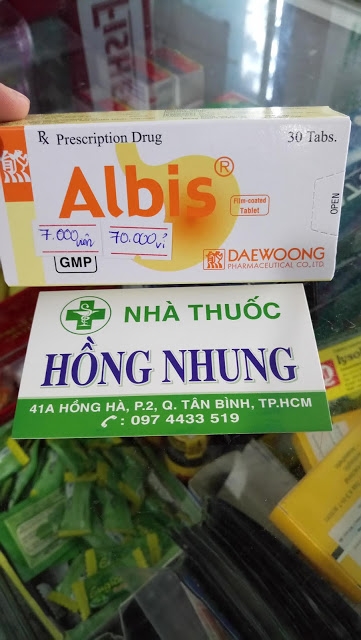 FISHE
Rx Prescription Drug
30 Tabs.
Albis®
Film-coated
Tablet
OPEN
7.000 viên
70.000 vỉ
GMP
DAEWOONG
PHARMACEUTICAL CO., LTD.
NHÀ THUỐC
HỒNG NHUNG
41A HỒNG HÀ, P.2, Q. TÂN BÌNH, TP.HCM
: 097 4433 519